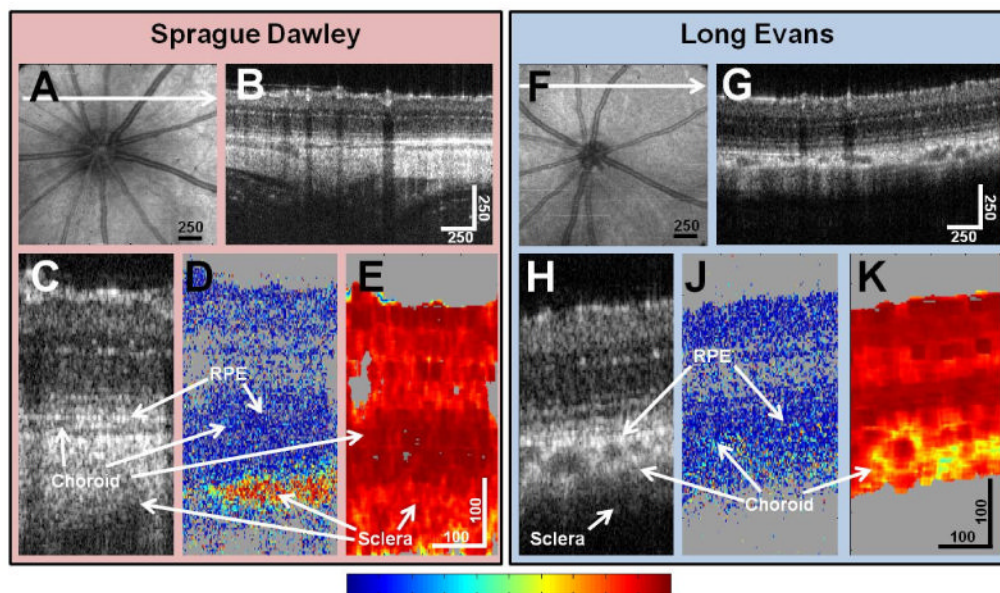 Sprague Dawley
Long Evans
A
B
F
G
250
250
250
250
250
250
C
D
E
H
J
K
RPE
RPE
Choroid
Choroid
Sclera
Sclera
100
100
100
100